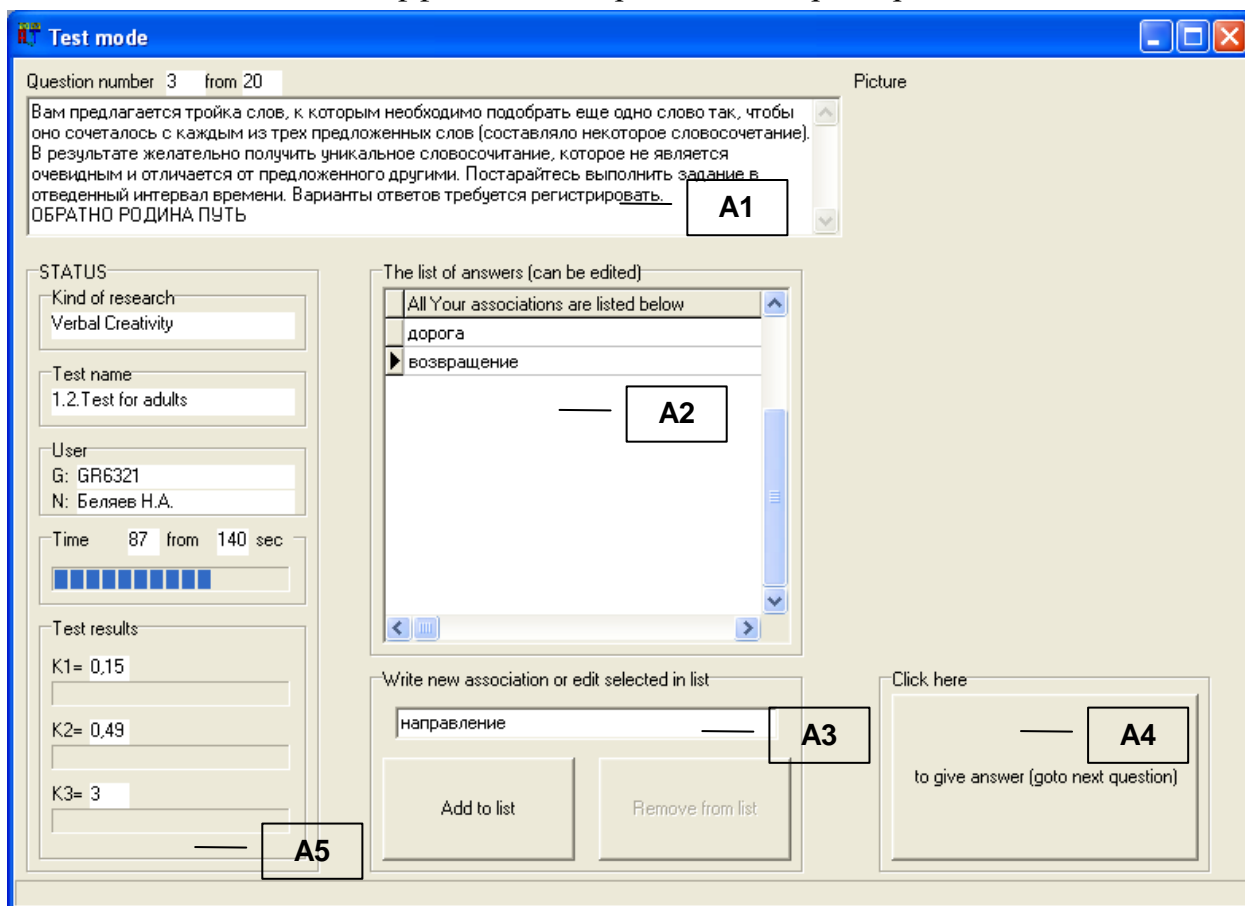 Test mode
Question number 3 from 20
Picture
Вам предлагается тройка слов, к которым необходимо подобрать еще одно слово так, чтобы
оно сочеталось с каждым из трех предложенных слов (составляло некоторое словосочетание).
В результате желательно получить уникальное словосочитание, которое не является
очевидным и отличается от предложенного другими. Постарайтесь выполнить задание в
отведенный интервал времени. Варианты ответов требуется регистрировать.
ОБРАТНО РОДИНА ПУТЬ
A1
STATUS
Kind of research
Verbal Creativity
Test name
1.2.Test for adults
User
G: GR6321
N: Беляев Н.А.
Time 87 from 140 sec
Test results
K1= 0,15
K2= 0,49
K3= 3
A5
The list of answers (can be edited)
All Your associations are listed below
дорога
возвращение
A2
Write new association or edit selected in list
направление
A3
Add to list
Remove from list
Click here
A4
to give answer (goto next question)